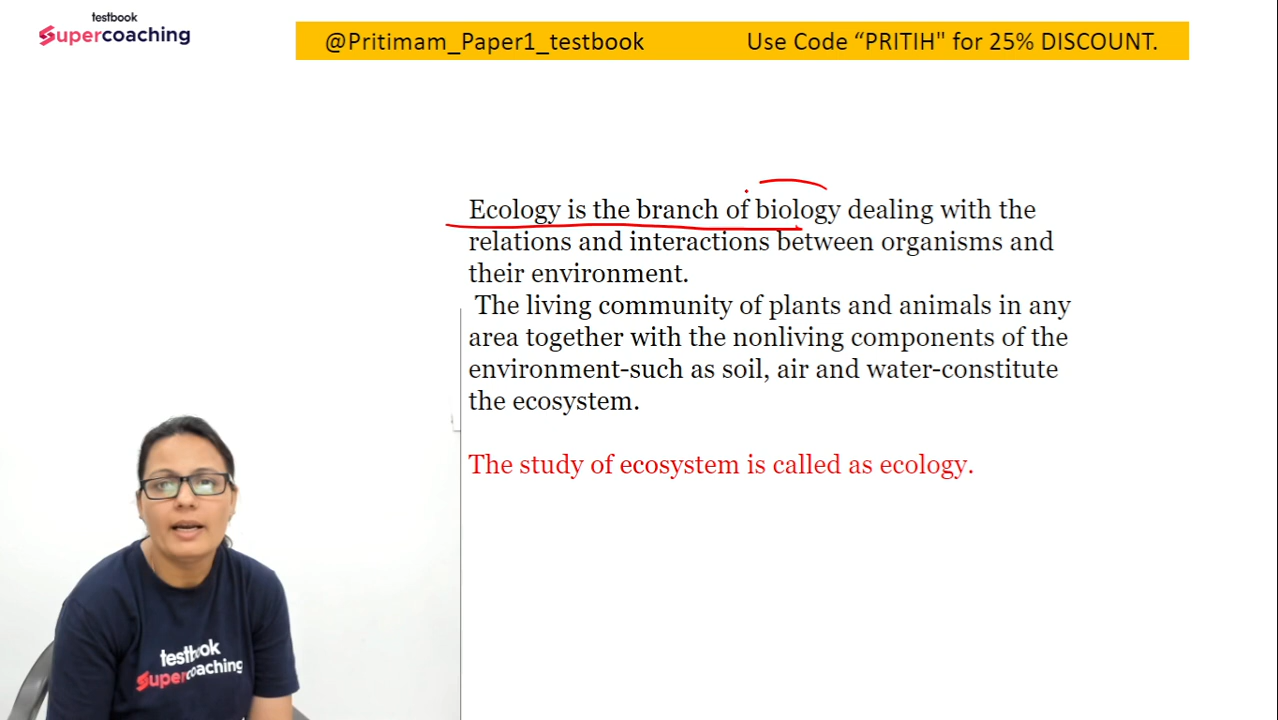 testbook
Supercoaching
@Pritimam_Paper1_testbook Use Code “PRITIH" for 25% DISCOUNT.
Ecology is the branch of biology dealing with the
relations and interactions between organisms and
their environment.
The living community of plants and animals in any
area together with the nonliving components of the
environment-such as soil, air and water-constitute
the ecosystem.
The study of ecosystem is called as ecology.
testbook
Supercoaching